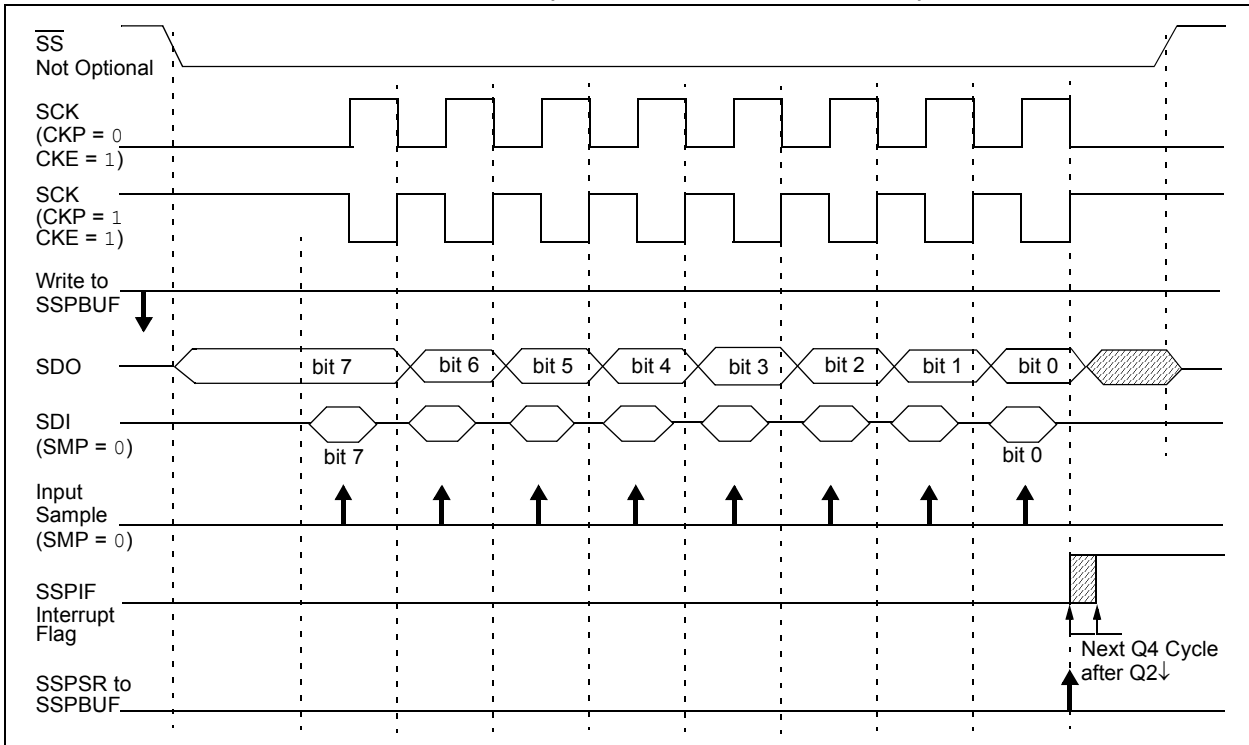 SS
Not Optional
SCK
(CKP = 0
CKE = 1)
SCK
(CKP = 1
CKE = 1)
Write to
SSPBUF
SDO
bit 7 bit 6 bit 5 bit 4 bit 3 bit 2 bit 1 bit 0
SDI
(SMP = 0)
bit 7 bit 0
Input
Sample
(SMP = 0)
SSPIF
Interrupt
Flag
Next Q4 Cycle
after Q2↓
SSPSR to
SSPBUF